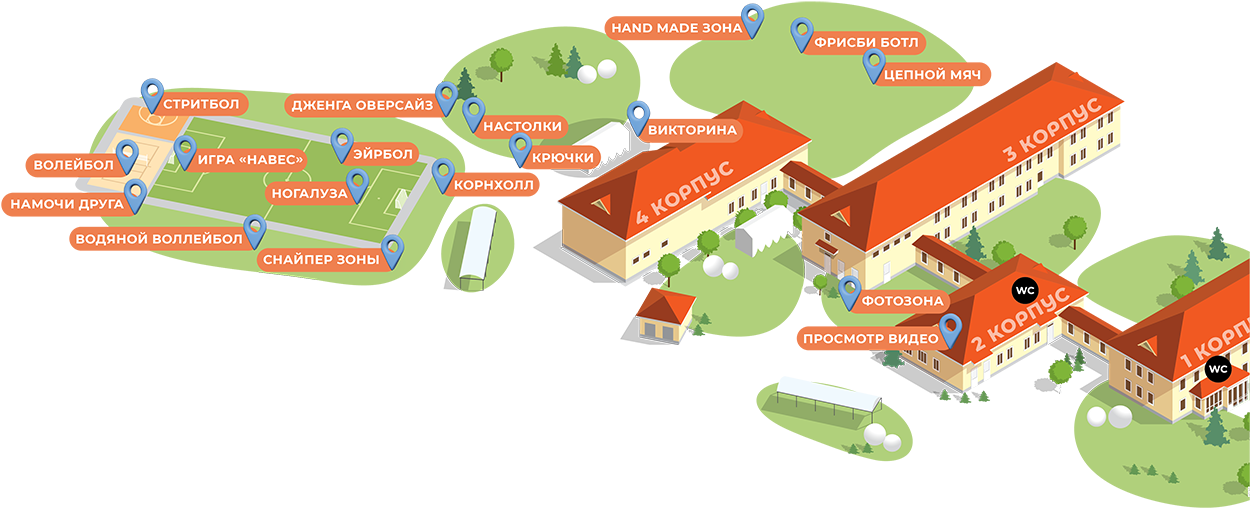 HAND MADE ЗОНА
ФРИСБИ БОТЛ
ЦЕПНОЙ МЯЧ
СТРИТБОЛ
ДЖЕНГА ОВЕРСАЙЗ
НАСТОЛКИ
ВИКТОРИНА
КРЮЧКИ
3 КОРПУС
ВОЛЕЙБОЛ
ИГРА «НАВЕС»
ЭЙРБОЛ
КОРНХОЛЛ
НОГАЛУЗА
4 КОРПУС
НАМОЧИ ДРУГА
ВОДЯНОЙ ВОЛЛЕЙБОЛ
СНАЙПЕР ЗОНЫ
ФОТОЗОНА
WC
2 КОРПУС
ПРОСМОТР ВИДЕО
1 КОРП
WC